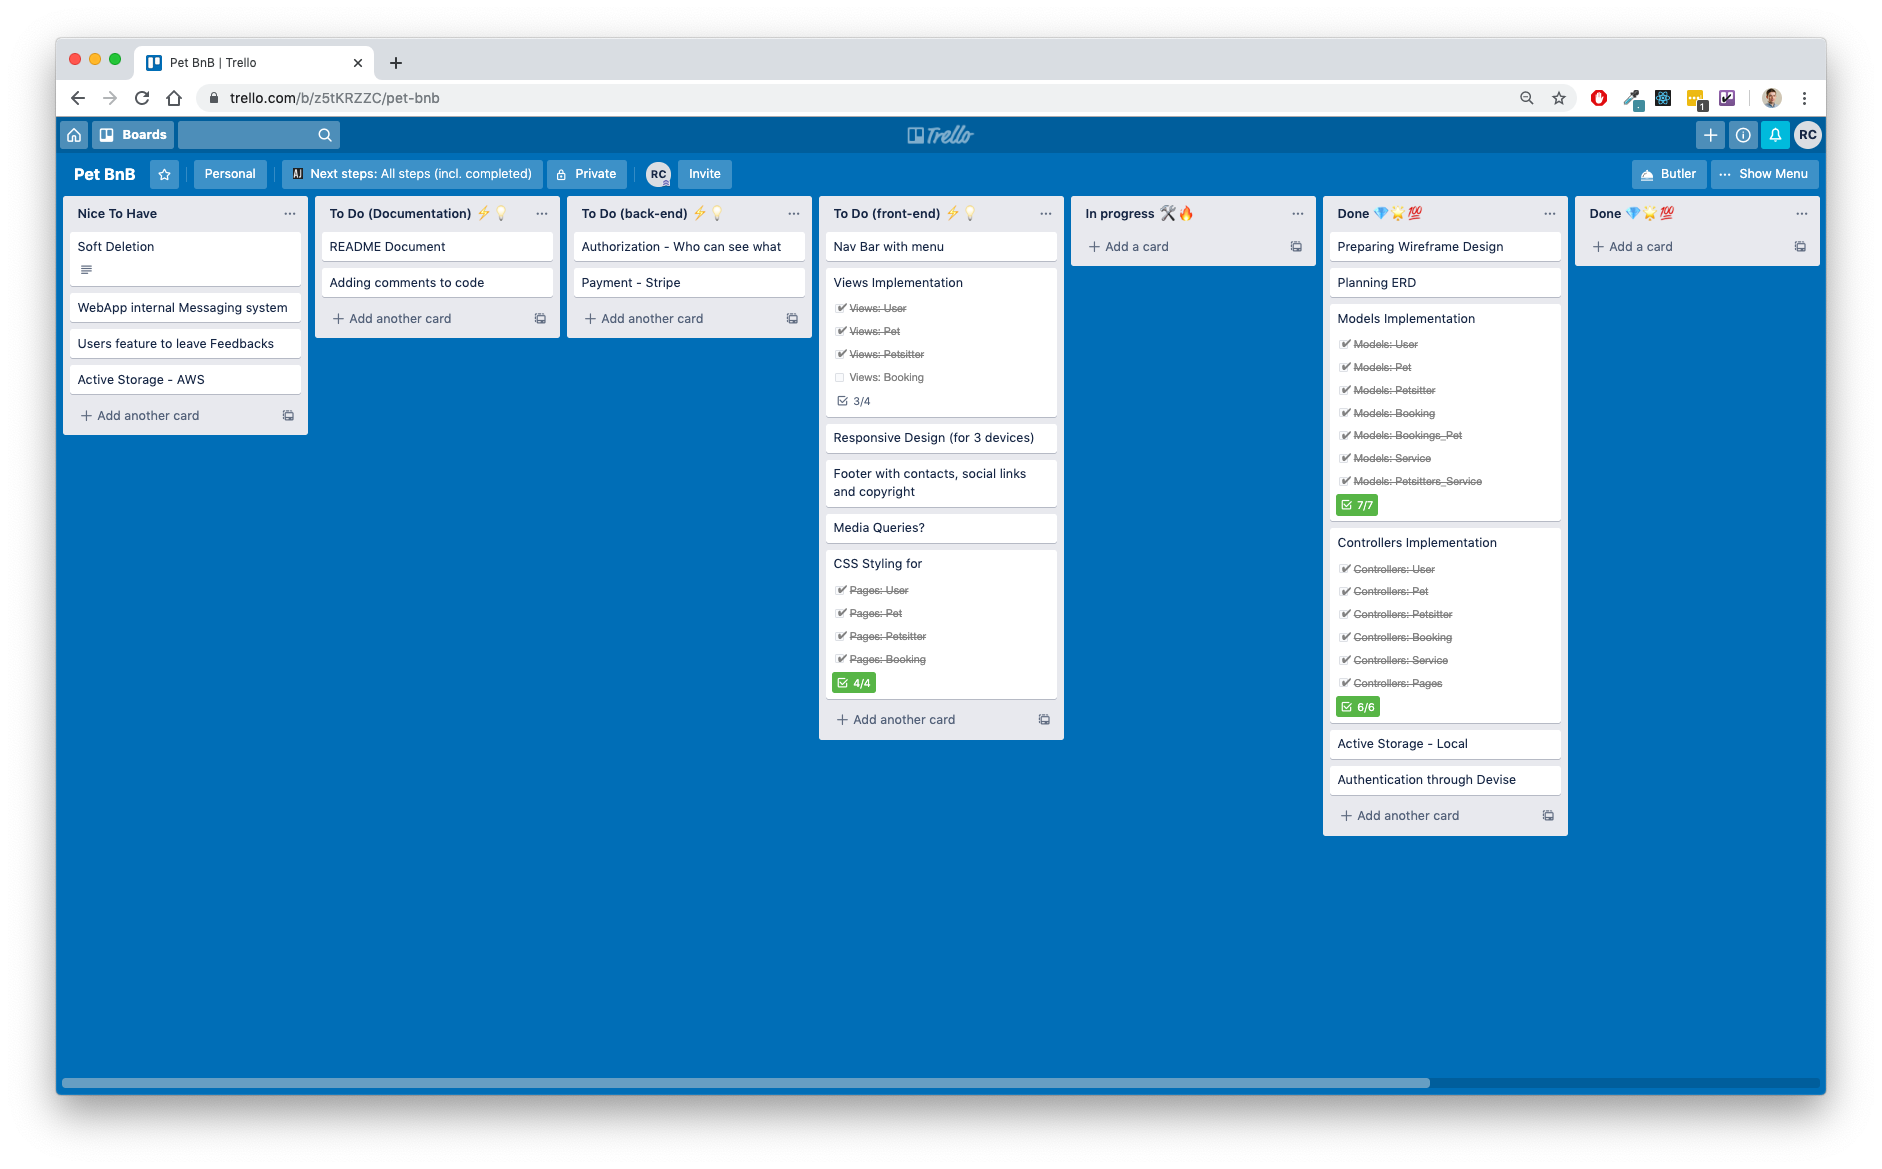 Pet BnB | Trello
trello.com/b/z5tKRZZC/pet-bnb
1
Boards
Trello
RC
Pet BnB
Personal
AJ Next steps: All steps (incl. completed)
Private
RC
Invite
Butler
Show Menu
Nice To Have
Soft Deletion
WebApp internal Messaging system
Users feature to leave Feedbacks
Active Storage - AWS
Add another card
To Do (Documentation) ⚡💡
README Document
Adding comments to code
Add another card
To Do (back-end) ⚡💡
Authorization - Who can see what
Payment - Stripe
Add another card
To Do (front-end) ⚡💡
Nav Bar with menu
Views Implementation
Views: User
Views: Pet
Views: Petsitter
Views: Booking
3/4
Responsive Design (for 3 devices)
Footer with contacts, social links
and copyright
Media Queries?
CSS Styling for
Pages: User
Pages: Pet
Pages: Petsitter
Pages: Booking
4/4
Add another card
In progress 🛠🔥
Add a card
Done 💎🌟💯
Preparing Wireframe Design
Planning ERD
Models Implementation
Models: User
Models: Pet
Models: Petsitter
Models: Booking
Models: Bookings_Pet
Models: Service
Models: Petsitters_Service
7/7
Controllers Implementation
Controllers: User
Controllers: Pet
Controllers: Petsitter
Controllers: Booking
Controllers: Service
Controllers: Pages
6/6
Active Storage - Local
Authentication through Devise
Add another card
Done 💎🌟💯
Add a card